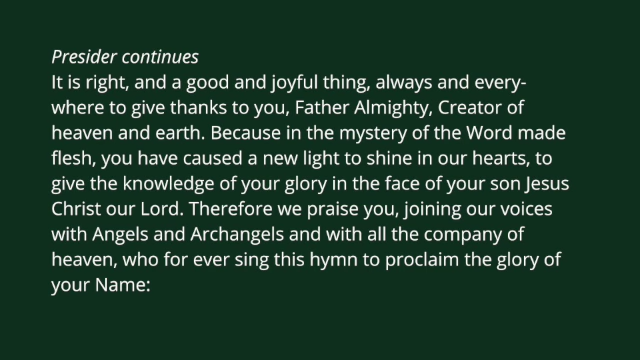 Presider continues
It is right, and a good and joyful thing, always and every-
where to give thanks to you, Father Almighty, Creator of
heaven and earth. Because in the mystery of the Word made
flesh, you have caused a new light to shine in our hearts, to
give the knowledge of your glory in the face of your son Jesus
Christ our Lord. Therefore we praise you, joining our voices
with Angels and Archangels and with all the company of
heaven, who for ever sing this hymn to proclaim the glory of
your Name: